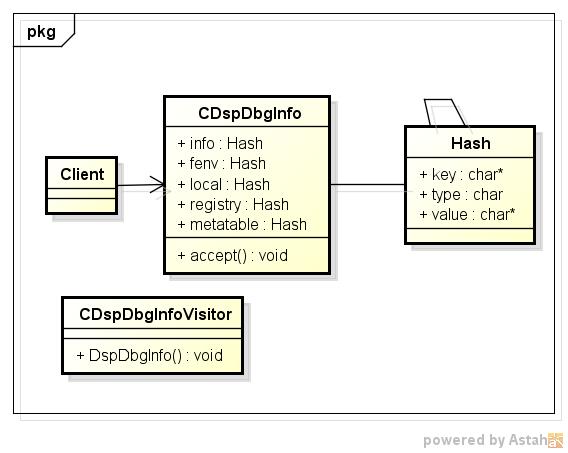 pkg
CDspDbgInfo
+ info : Hash
+ fenv : Hash
+ local : Hash
+ registry : Hash
+ metatable : Hash
+ accept() : void
Client
Hash
+ key : char*
+ type : char
+ value : char*
CDspDbgInfoVisitor
+ DspDbgInfo() : void
powered by Astah